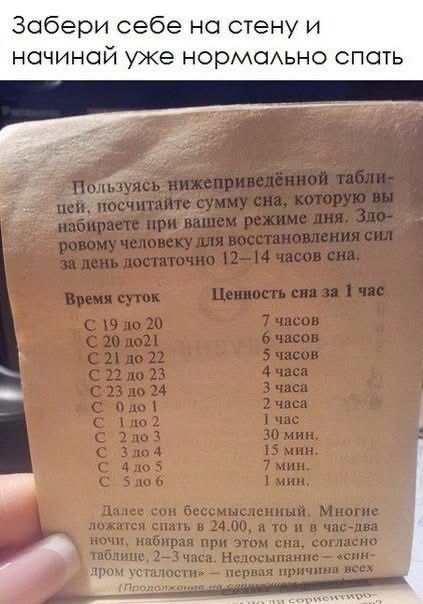 Забери себе на стену и
начинай уже нормально спать
Пользуясь нижеприведённой табли-
цей, посчитайте сумму сна, которую вы
набираете при вашем режиме дня. Здо-
ровому человеку для восстановления сил
за день достаточно 12—14 часов сна.
Время суток Ценность сна за 1 час
С 19 до 20 7 часов
С 20 до21 6 часов
С 21 до 22 5 часов
С 22 до 23 4 часа
С 23 до 24 3 часа
С 0 до 1 2 часа
С 1 до 2 1 час
С 2 до 3 30 мин.
С 3 до 4 15 мин.
С 4 до 5 7 мин.
С 5 до 6 1 мин.
Далее сон бессмысленный. Многие
ложатся спать в 24.00, а то и в час-два
ночи, набирая при этом сна, согласно
таблице, 2—3 часа. Недосыпание — «син-
дром усталости» — первая причина всех
(Продолжение на